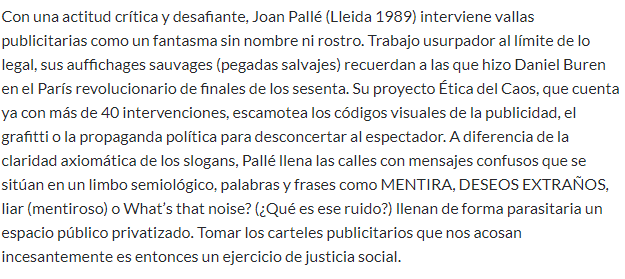 Con una actitud crítica y desafiante, Joan Pallé (Lleida 1989) interviene vallas
publicitarias como un fantasma sin nombre ni rostro. Trabajo usurpador al límite de lo
legal, sus auffichages sauvages (pegadas salvajes) recuerdan a las que hizo Daniel Buren
en el París revolucionario de finales de los sesenta. Su proyecto Ética del Caos, que cuenta
ya con más de 40 intervenciones, escamotea los códigos visuales de la publicidad, el
grafitti o la propaganda política para desconcertar al espectador. A diferencia de la
claridad axiomática de los slogans, Pallé llena las calles con mensajes confusos que se
sitúan en un limbo semiológico, palabras y frases como MENTIRA, DESEOS EXTRAÑOS,
liar (mentiroso) o What’s that noise? (¿Qué es ese ruido?) llenan de forma parasitaria un
espacio público privatizado. Tomar los carteles publicitarios que nos acosan
incesantemente es entonces un ejercicio de justicia social.